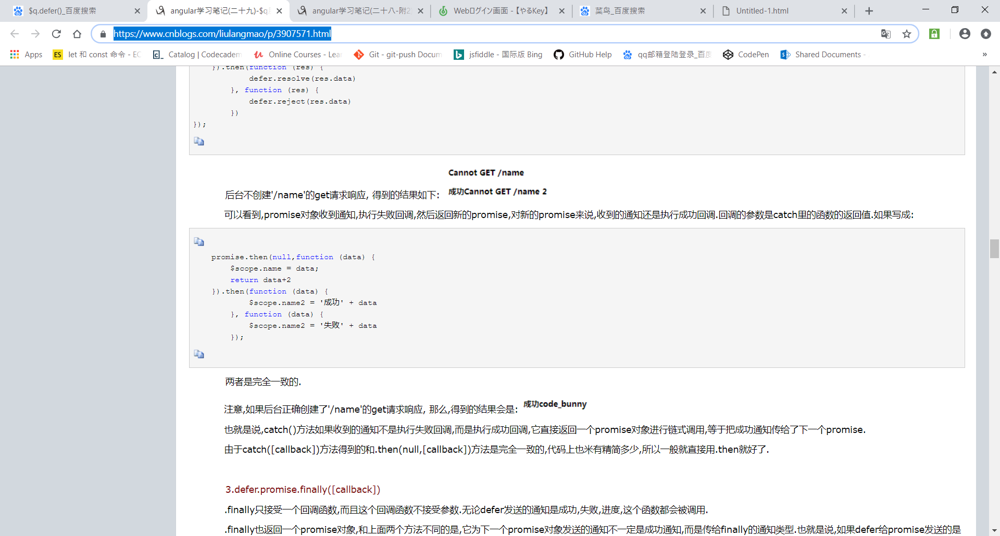 $q.defer()_百度搜索
angular学习笔记(二十九)-$q
angular学习笔记(二十八-附2
Webログイン画面 -【やるKey】
菜鸟_百度搜索
Untitled-1.html
https://www.cnblogs.com/liulangmao/p/3907571.html
Apps
ES let 和 const 命令 - EC
Catalog | Codecadem
Online Courses - Lea
Git - git-push Docum
jsfiddle - 国际版 Bing
GitHub Help
qq邮箱登陆登录_百度
CodePen
Shared Documents -
»
}).then(function (res) {
defer.resolve(res.data)
}, function (res) {
defer.reject(res.data)
})
});
Cannot GET /name
成功Cannot GET /name 2
后台不创建'/name'的get请求响应, 得到的结果如下:
可以看到,promise对象收到通知,执行失败回调,然后返回新的promise,对新的promise来说,收到的通知还是执行成功回调.回调的参数是catch里的函数的返回值.如果写成:
promise.then(null,function (data) {
$scope.name = data;
return data+2
}).then(function (data) {
$scope.name2 = '成功' + data
}, function (data) {
$scope.name2 = '失败' + data
});
两者是完全一致的.
注意,如果后台正确创建了'/name'的get请求响应, 那么,得到的结果会是: 成功code_bunny
也就是说,catch()方法如果收到的通知不是执行失败回调,而是执行成功回调,它直接返回一个promise对象进行链式调用,等于把成功通知传给了下一个promise.
由于catch([callback])方法得到的和.then(null,[callback])方法是完全一致的,代码上也米有精简多少,所以一般就直接用.then就好了.
3.defer.promise.finally([callback])
.finally只接受一个回调函数,而且这个回调函数不接受参数.无论defer发送的通知是成功,失败,进度,这个函数都会被调用.
.finally也返回一个promise对象,和上面两个方法不同的是,它为下一个promise对象发送的通知不一定是成功通知,而是传给finally的通知类型.也就是说,如果defer给promise发送的是